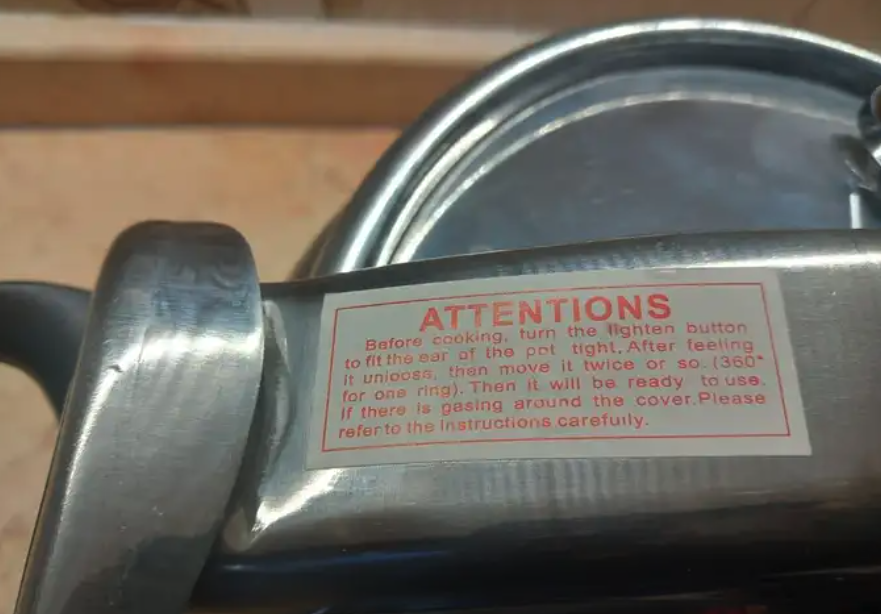 ATTENTIONS
Before cooking, turn the lighten button
to fit the ear of the pot tight. After feeling
it unloose, then move it twice or so. (360°
for one ring). Then it will be ready to use.
If there is gasing around the cover.Please
refer to the instructions carefully.